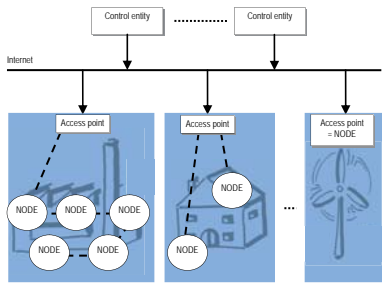 Control entity
Control entity
Internet
Access point
Access point
Access point
= NODE
NODE
NODE
NODE
NODE
NODE
NODE
NODE
...